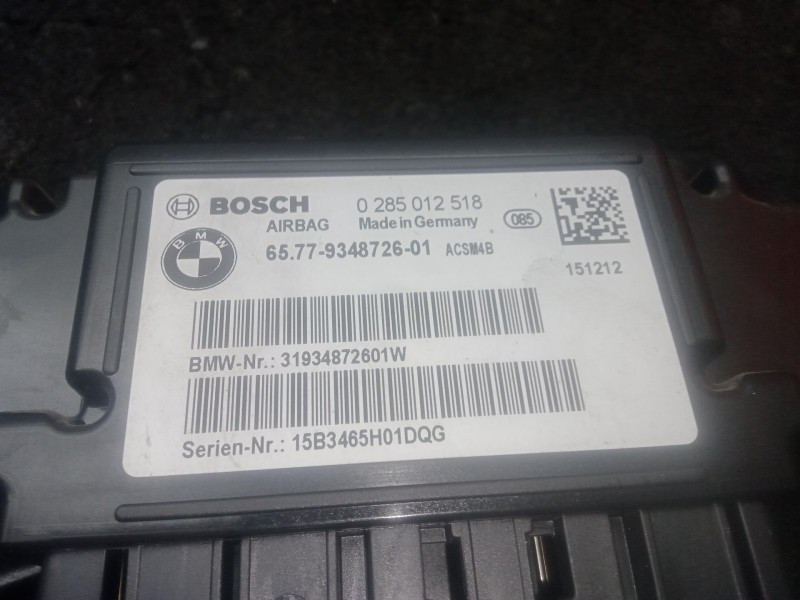 BOSCH 0 285 012 518
AIRBAG Made in Germany 085
BMW 65.77-9348726-01 ACSM4B
151212
BMW-Nr.: 31934872601W
Serien-Nr.: 15B3465H01DQG